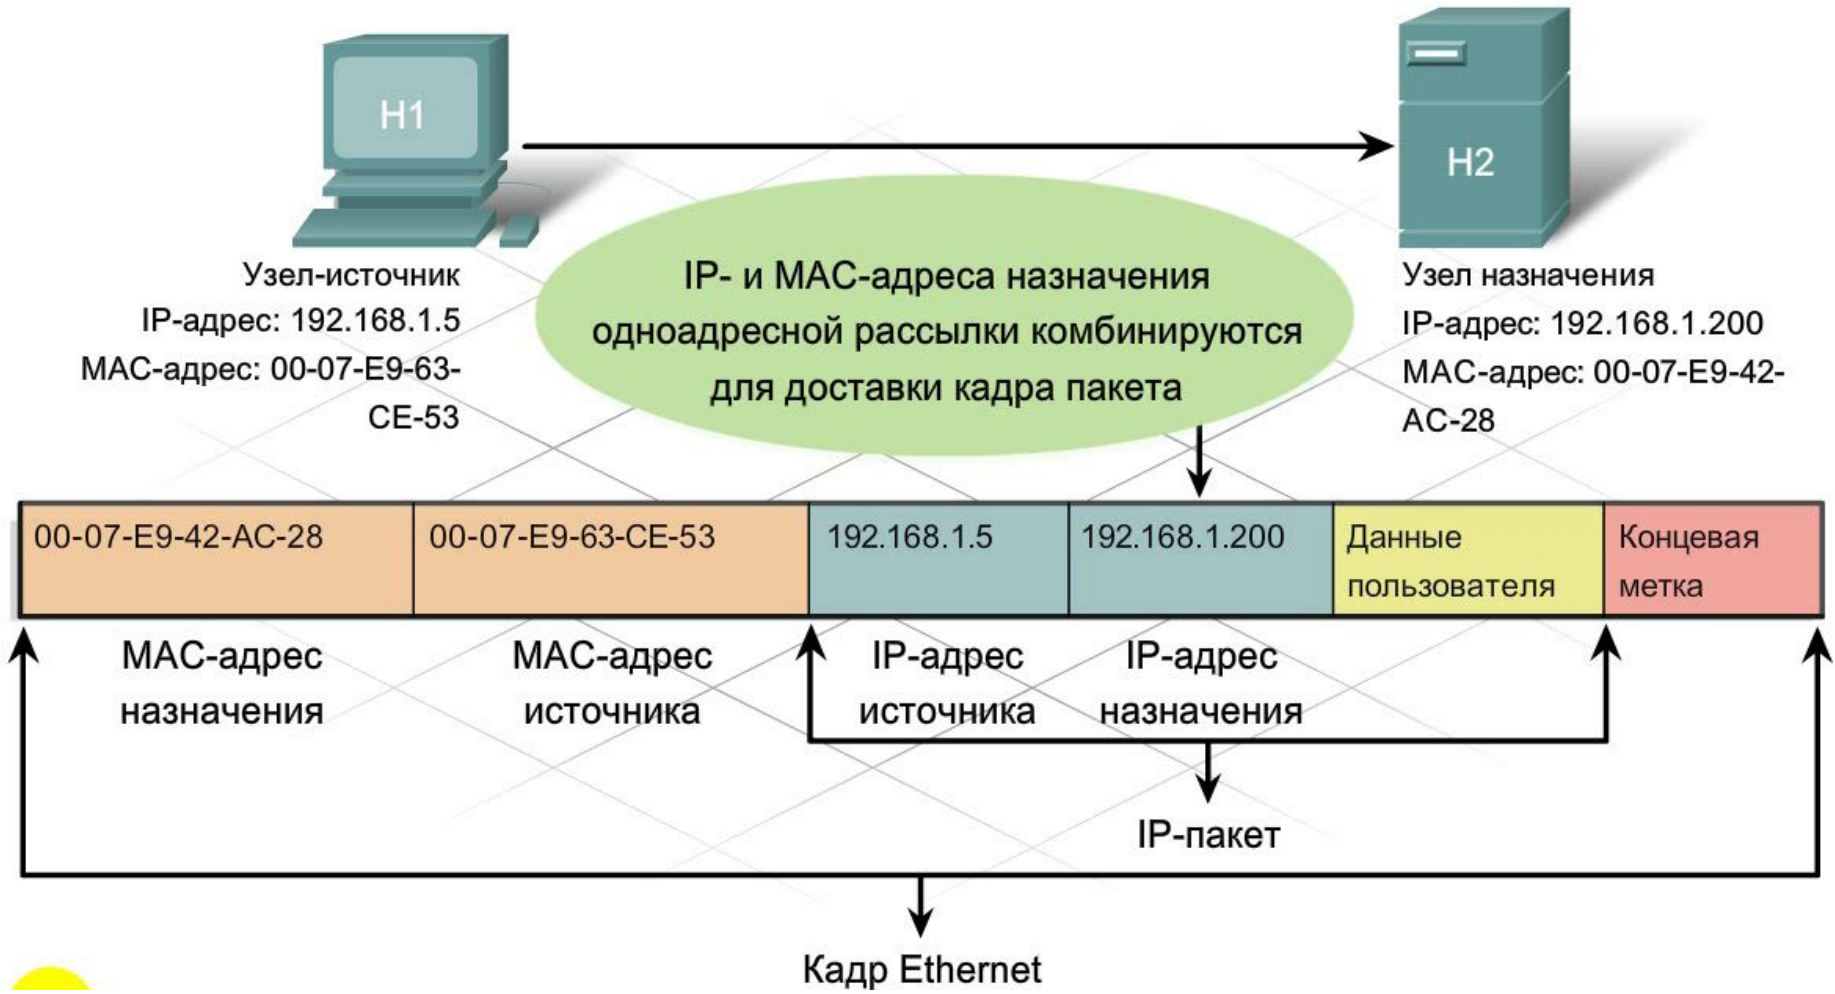 H1
H2
Узел-источник
IP-адрес: 192.168.1.5
MAC-адрес: 00-07-E9-63-
CE-53
IP- и MAC-адреса назначения
одноадресной рассылки комбинируются
для доставки кадра пакета
Узел назначения
IP-адрес: 192.168.1.200
MAC-адрес: 00-07-E9-42-
AC-28
00-07-E9-42-AC-28
00-07-E9-63-CE-53
192.168.1.5
192.168.1.200
Данные
пользователя
Концевая
метка
MAC-адрес
назначения
MAC-адрес
источника
IP-адрес
источника
IP-адрес
назначения
IP-пакет
Кадр Ethernet